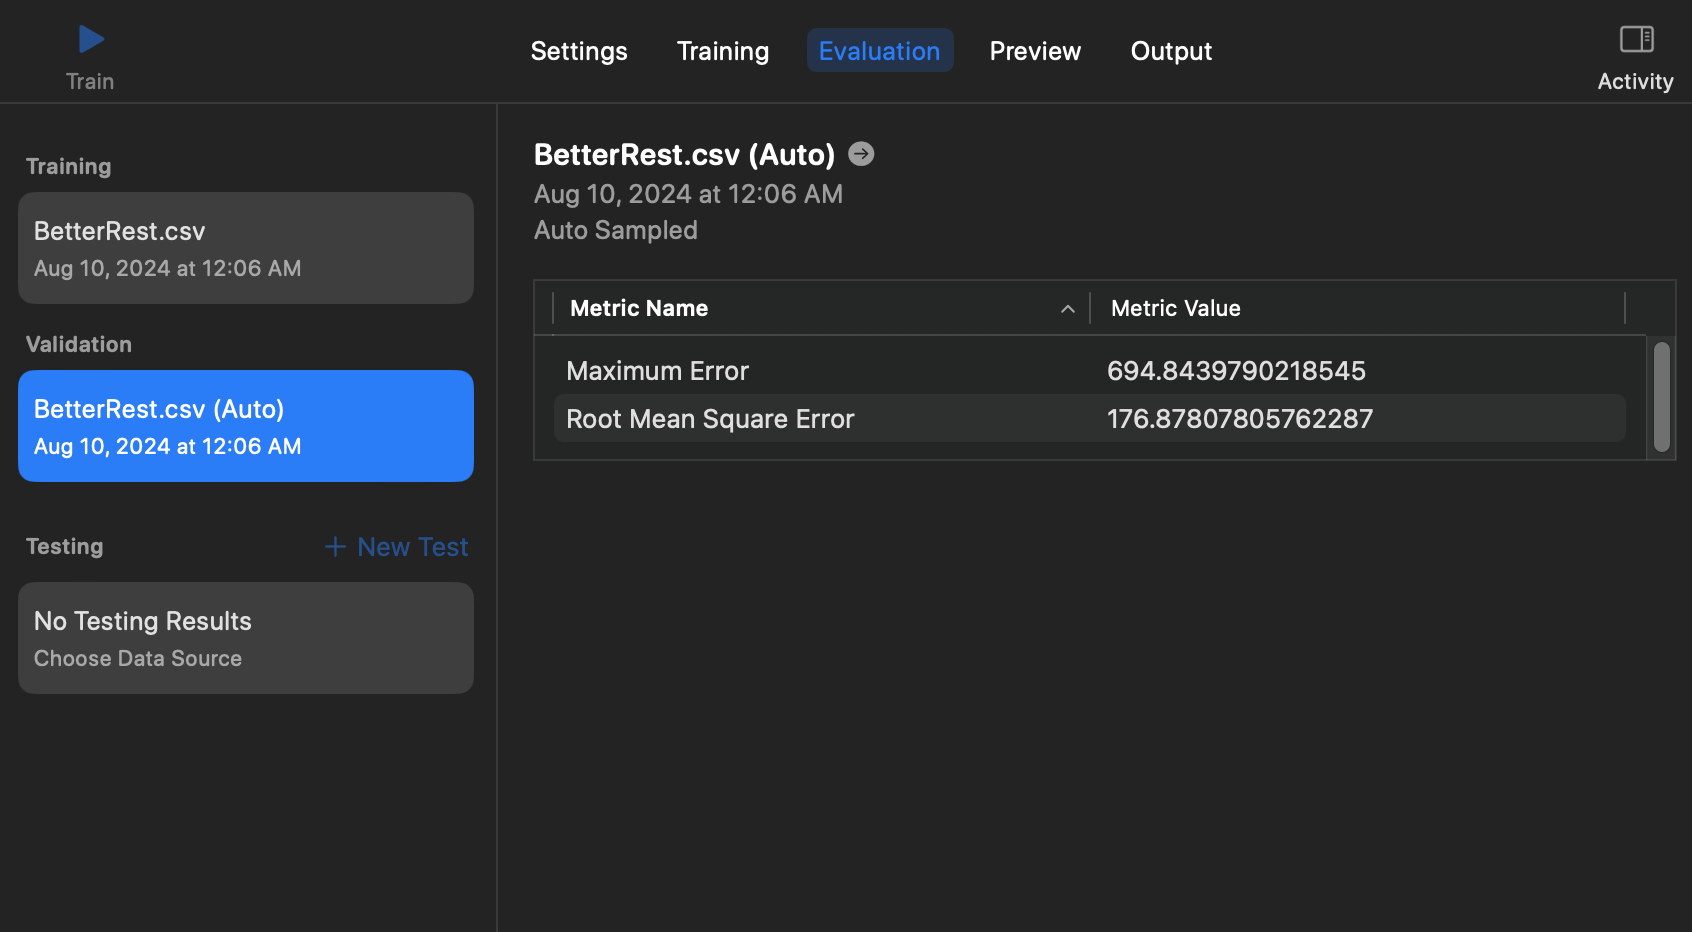 Train
Settings
Training
Evaluation
Preview
Output
Activity
Training
BetterRest.csv
Aug 10, 2024 at 12:06 AM
Validation
BetterRest.csv (Auto)
Aug 10, 2024 at 12:06 AM
Testing
+ New Test
No Testing Results
Choose Data Source
BetterRest.csv (Auto)
Aug 10, 2024 at 12:06 AM
Auto Sampled
Metric Name Metric Value
Maximum Error 694.8439790218545
Root Mean Square Error 176.87807805762287